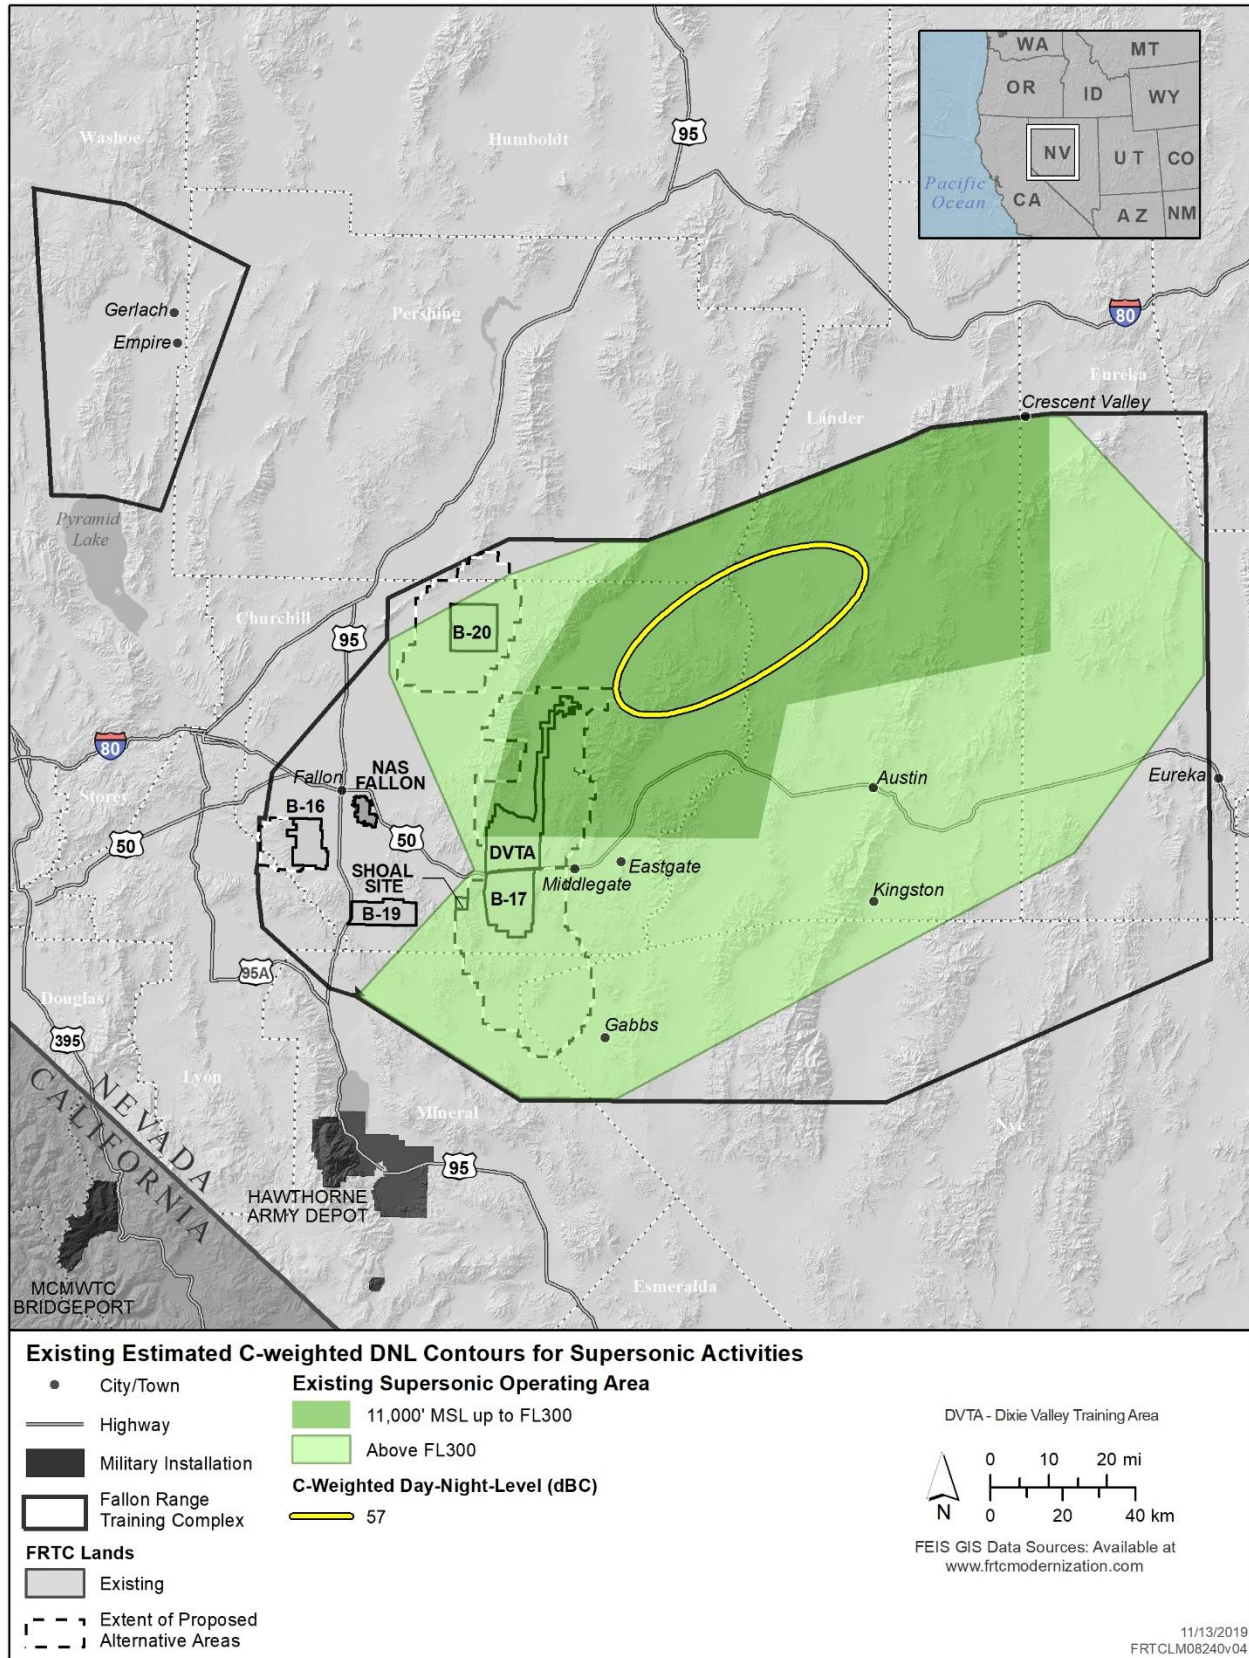 WA
MT
OR
ID
WY
NV
UT
CO
CA
AZ
NM
Pacific
Ocean
Washoe
Humboldt
95
Gerlach
Empire
Pershing
80
Eureka
Crescent Valley
Lander
Pyramid
Lake
Churchill
95
B-20
80
Storey
Fallon
NAS
FALLON
B-16
50
50
Austin
Eureka
DVTA
Middlegate
Eastgate
SHOAL
SITE
B-17
B-19
Kingston
95A
Douglas
395
Gabbs
Lyon
NEVADA
CALIFORNIA
Mineral
Nye
95
HAWTHORNE
ARMY DEPOT
MCMWTC
BRIDGEPORT
Esmeralda
Existing Estimated C-weighted DNL Contours for Supersonic Activities
City/Town
Highway
Military Installation
Fallon Range
Training Complex
FRTC Lands
Existing
Extent of Proposed
Alternative Areas
Existing Supersonic Operating Area
11,000' MSL up to FL300
Above FL300
C-Weighted Day-Night-Level (dBC)
57
DVTA - Dixie Valley Training Area
N
0 10 20 mi
0 20 40 km
FEIS GIS Data Sources: Available at
www.frtcmodernization.com
11/13/2019
FRTCLM08240v04